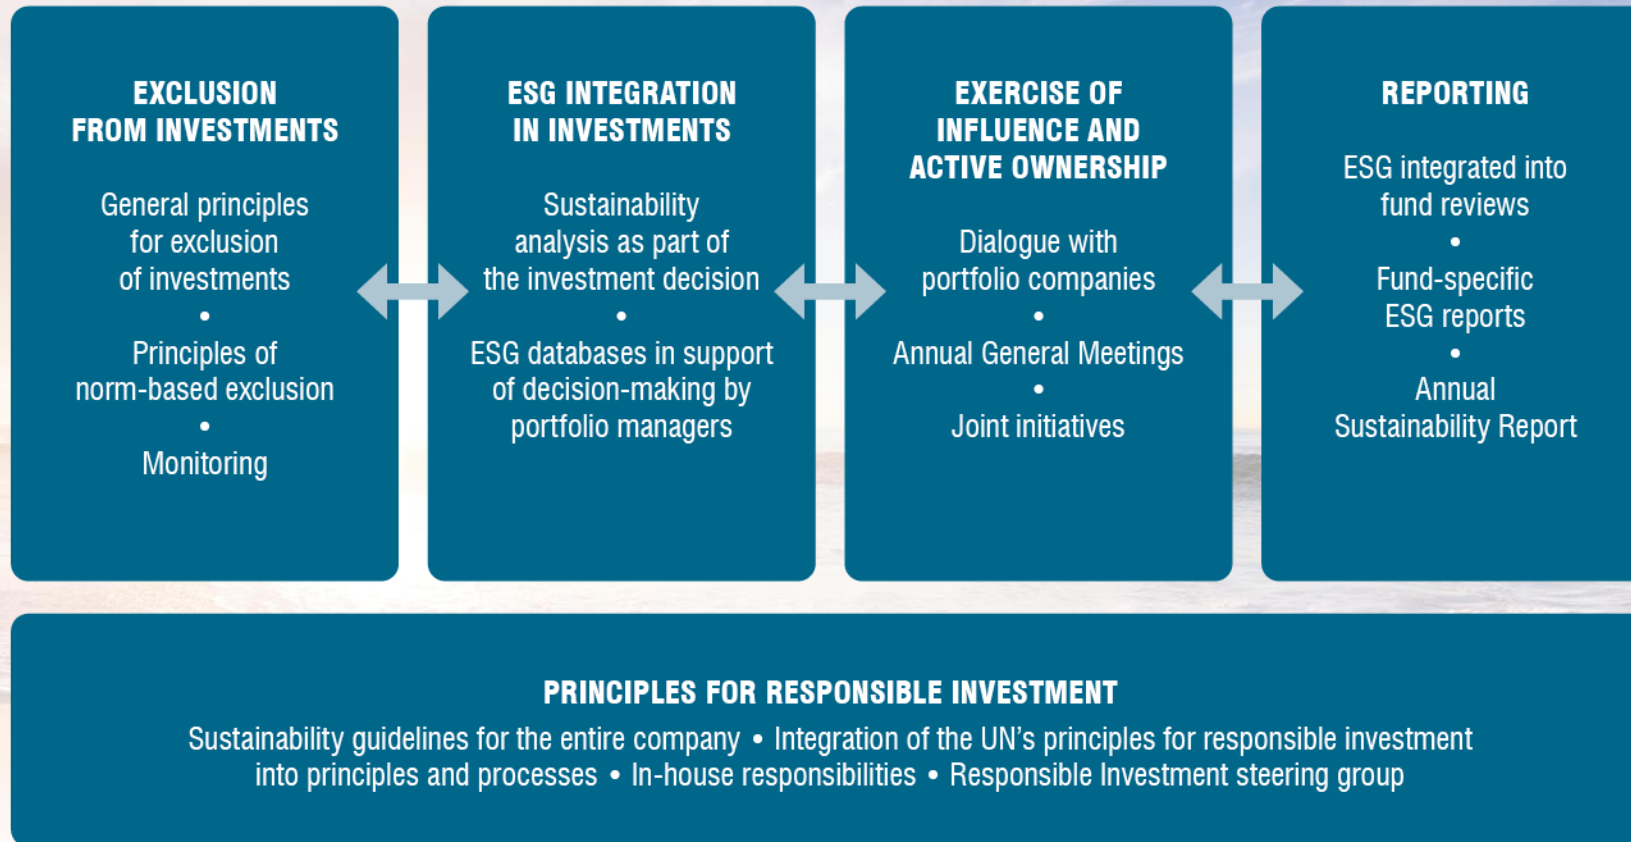 EXCLUSION
FROM INVESTMENTS
General principles
for exclusion
of investments
•
Principles of
norm-based exclusion
•
Monitoring
ESG INTEGRATION
IN INVESTMENTS
Sustainability
analysis as part of
the investment decision
•
ESG databases in support
of decision-making by
portfolio managers
EXERCISE OF
INFLUENCE AND
ACTIVE OWNERSHIP
Dialogue with
portfolio companies
•
Annual General Meetings
•
Joint initiatives
REPORTING
ESG integrated into
fund reviews
•
Fund-specific
ESG reports
•
Annual
Sustainability Report
PRINCIPLES FOR RESPONSIBLE INVESTMENT
Sustainability guidelines for the entire company • Integration of the UN’s principles for responsible investment
into principles and processes • In-house responsibilities • Responsible Investment steering group